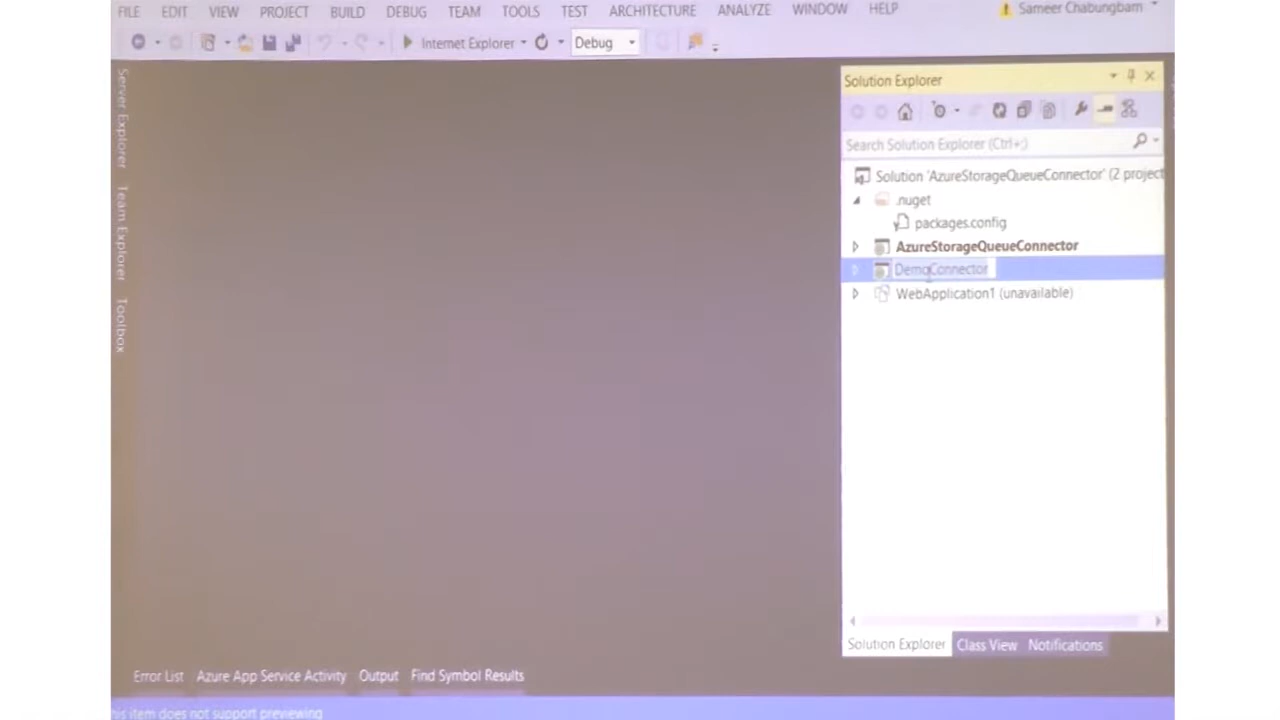 FILE EDIT VIEW PROJECT BUILD DEBUG TEAM TOOLS TEST ARCHITECTURE ANALYZE WINDOW HELP Sameer Chabungbam
Internet Explorer Debug
Server Explorer
Team Explorer
Toolbox
Solution Explorer
Search Solution Explorer (Ctrl+;)
Solution 'AzureStorageQueueConnector' (2 project
.nuget
packages.config
AzureStorageQueueConnector
DemoConnector
WebApplication1 (unavailable)
Solution Explorer Class View Notifications
Error List Azure App Service Activity Output Find Symbol Results
his item does not support previewing